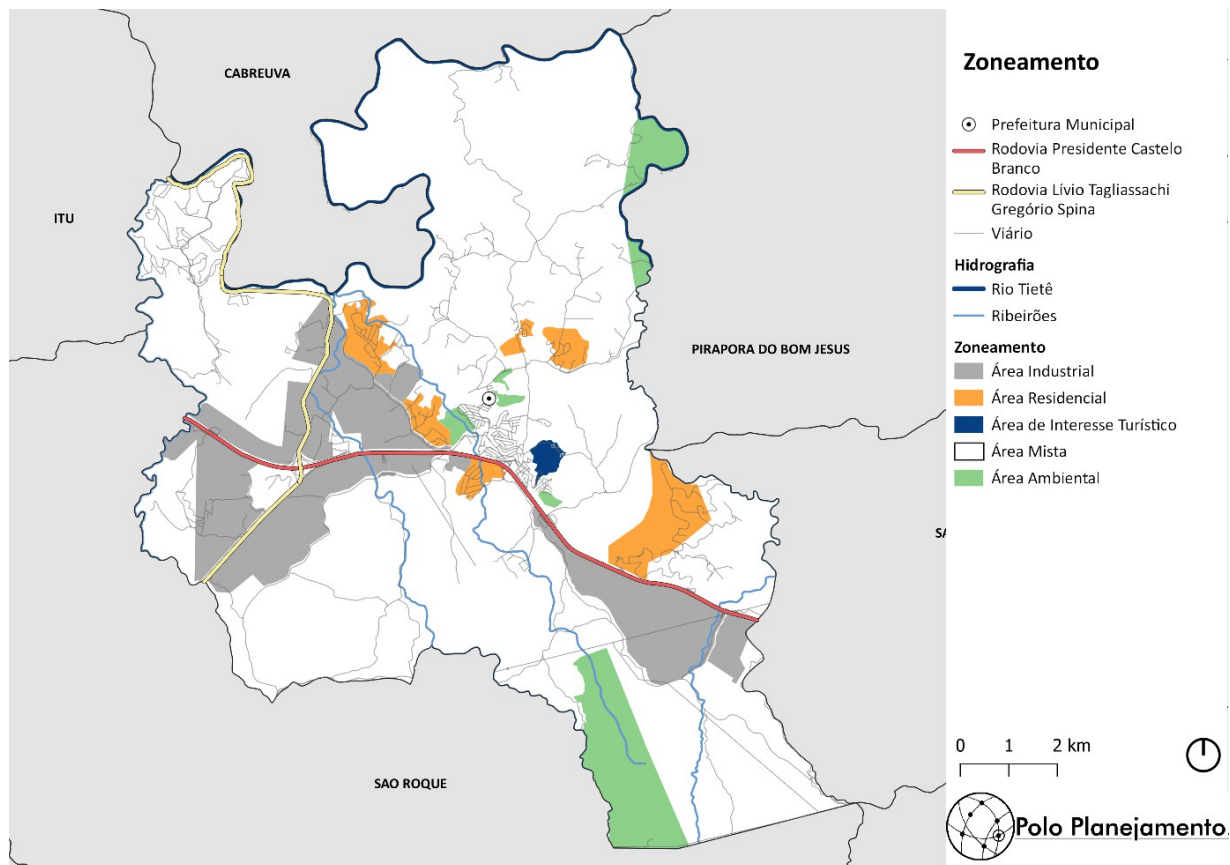 CABREUVA
ITU
PIRAPORA DO BOM JESUS
SA
SAO ROQUE
Zoneamento
Prefeitura Municipal
Rodovia Presidente Castelo
Branco
Rodovia Lívio Tagliassachi
Gregório Spina
Viário
Hidrografia
Rio Tietê
Ribeirões
Zoneamento
Área Industrial
Área Residencial
Área de Interesse Turístico
Área Mista
Área Ambiental
0 1 2 km
Polo Planejamento.